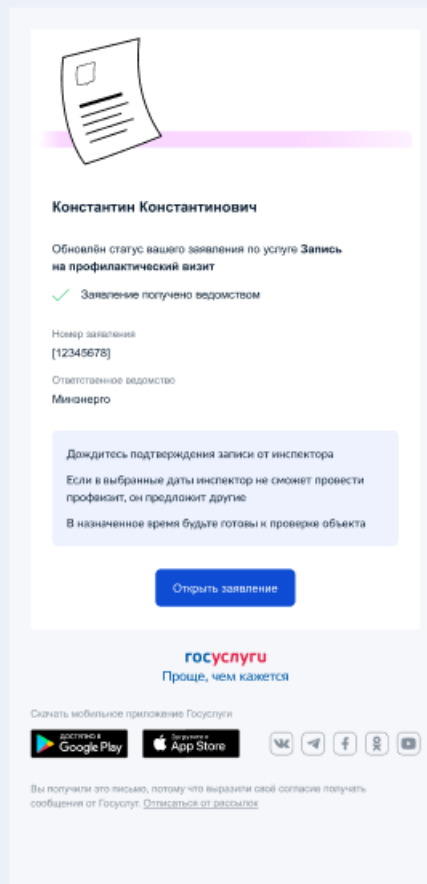 Константин Константинович
Обновлён статус вашего заявления по услуге Запись
на профилактический визит
Заявление получено ведомством
Номер заявления
[12345678]
Ответственное ведомство
Минэнерго
Дождитесь подтверждения записи от инспектора
Если в выбранные даты инспектор не сможет провести
профвизит, он предложит другие
В назначенное время будьте готовы к проверке объекта
Открыть заявление
госуслуги
Проще, чем кажется
Скачать мобильное приложение Госуслуги
ДОСТУПНО В
Google Play
Загрузите в
App Store
Вы получили это письмо, потому что выразили своё согласие получать
сообщения от Госуслуг. Отписаться от рассылок